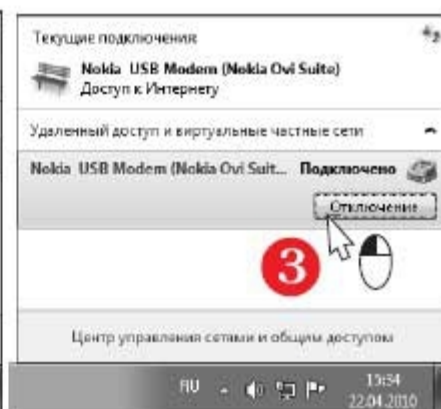 Текущие подключения:
Nokia USB Modem (Nokia Ovi Suite)
Доступ к Интернету
Удаленный доступ и виртуальные частные сети
Nokia USB Modem (Nokia Ovi Suit... Подключено
Отключение
3
Центр управления сетями и общим доступом
RU 15:34
22.04.2010